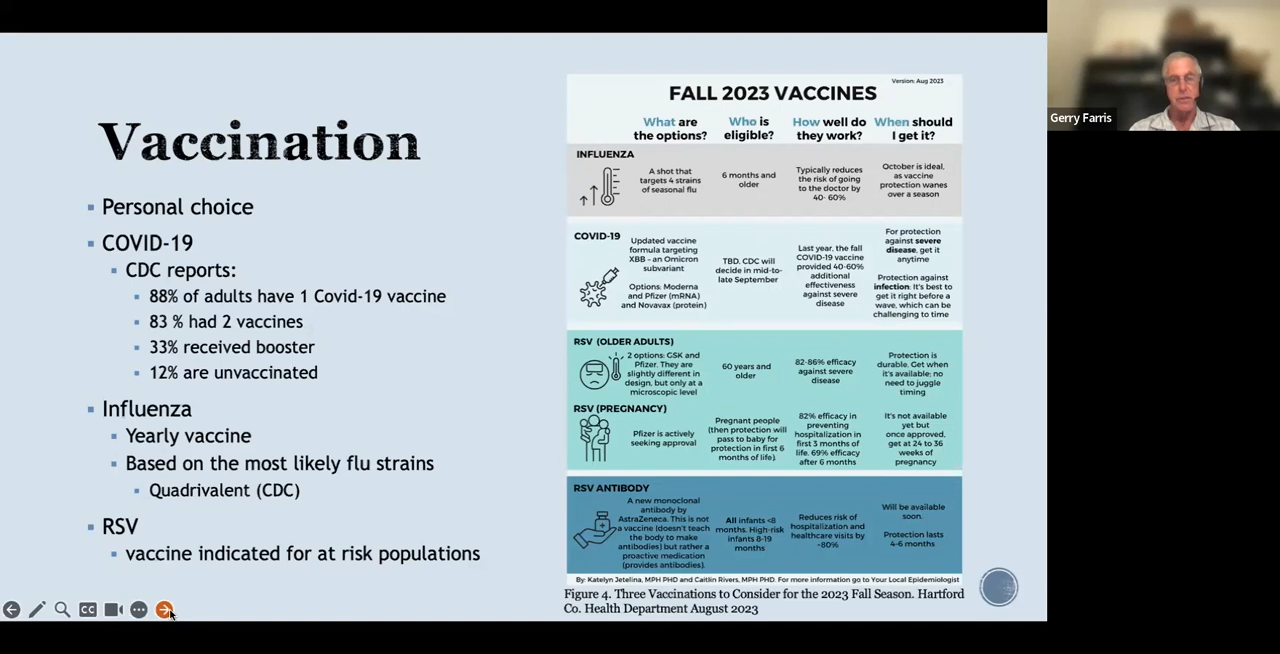 Vaccination
Personal choice
COVID-19
CDC reports:
88% of adults have 1 Covid-19 vaccine
83 % had 2 vaccines
33% received booster
12% are unvaccinated
Influenza
Yearly vaccine
Based on the most likely flu strains
Quadrivalent (CDC)
RSV
vaccine indicated for at risk populations
Version: Aug 2023
FALL 2023 VACCINES
What are
the options?
Who is
eligible?
How well do
they work?
When should
I get it?
INFLUENZA
A shot that
targets 4 strains
of seasonal flu
6 months and
older
Typically reduces
the risk of going
to the doctor by
40- 60%
October is ideal,
as vaccine
protection wanes
over a season
COVID-19
Updated vaccine
formula targeting
XBB – an Omicron
subvariant
Options: Moderna
and Pfizer (mRNA)
and Novavax (protein)
TBD. CDC will
decide in mid-to-
late September
Last year, the fall
COVID-19 vaccine
provided 40-60%
additional
effectiveness
against severe
disease
For protection
against severe
disease, get it
anytime
Protection against
infection: It's best to
get it right before a
wave, which can be
challenging to time
RSV (OLDER ADULTS)
2 options: GSK and
Pfizer. They are
slightly different in
design, but only at a
microscopic level
60 years and
older
82-86% efficacy
against severe
disease
Protection is
durable. Get when
it's available; no
need to juggle
timing
RSV (PREGNANCY)
Pfizer is actively
seeking approval
Pregnant people
(then protection will
pass to baby for
protection in first 6
months of life).
82% efficacy in
preventing
hospitalization in
first 3 months of
life. 69% efficacy
after 6 months
It's not available
yet but
once approved,
get at 24 to 36
weeks of
pregnancy
RSV ANTIBODY
A new monoclonal
antibody by
AstraZeneca. This is not
a vaccine (doesn't teach
the body to make
antibodies) but rather a
proactive medication
(provides antibodies).
All infants <8
months. High-risk
infants 8-19
months
Reduces risk of
hospitalization and
healthcare visits by
~80%
Will be available
soon.
Protection lasts
4-6 months
By: Katelyn Jetelina, MPH PHD and Caitlin Rivers, MPH PHD. For more information go to Your Local Epidemiologist
Figure 4. Three Vaccinations to Consider for the 2023 Fall Season. Hartford
Co. Health Department August 2023
CC
Gerry Farris